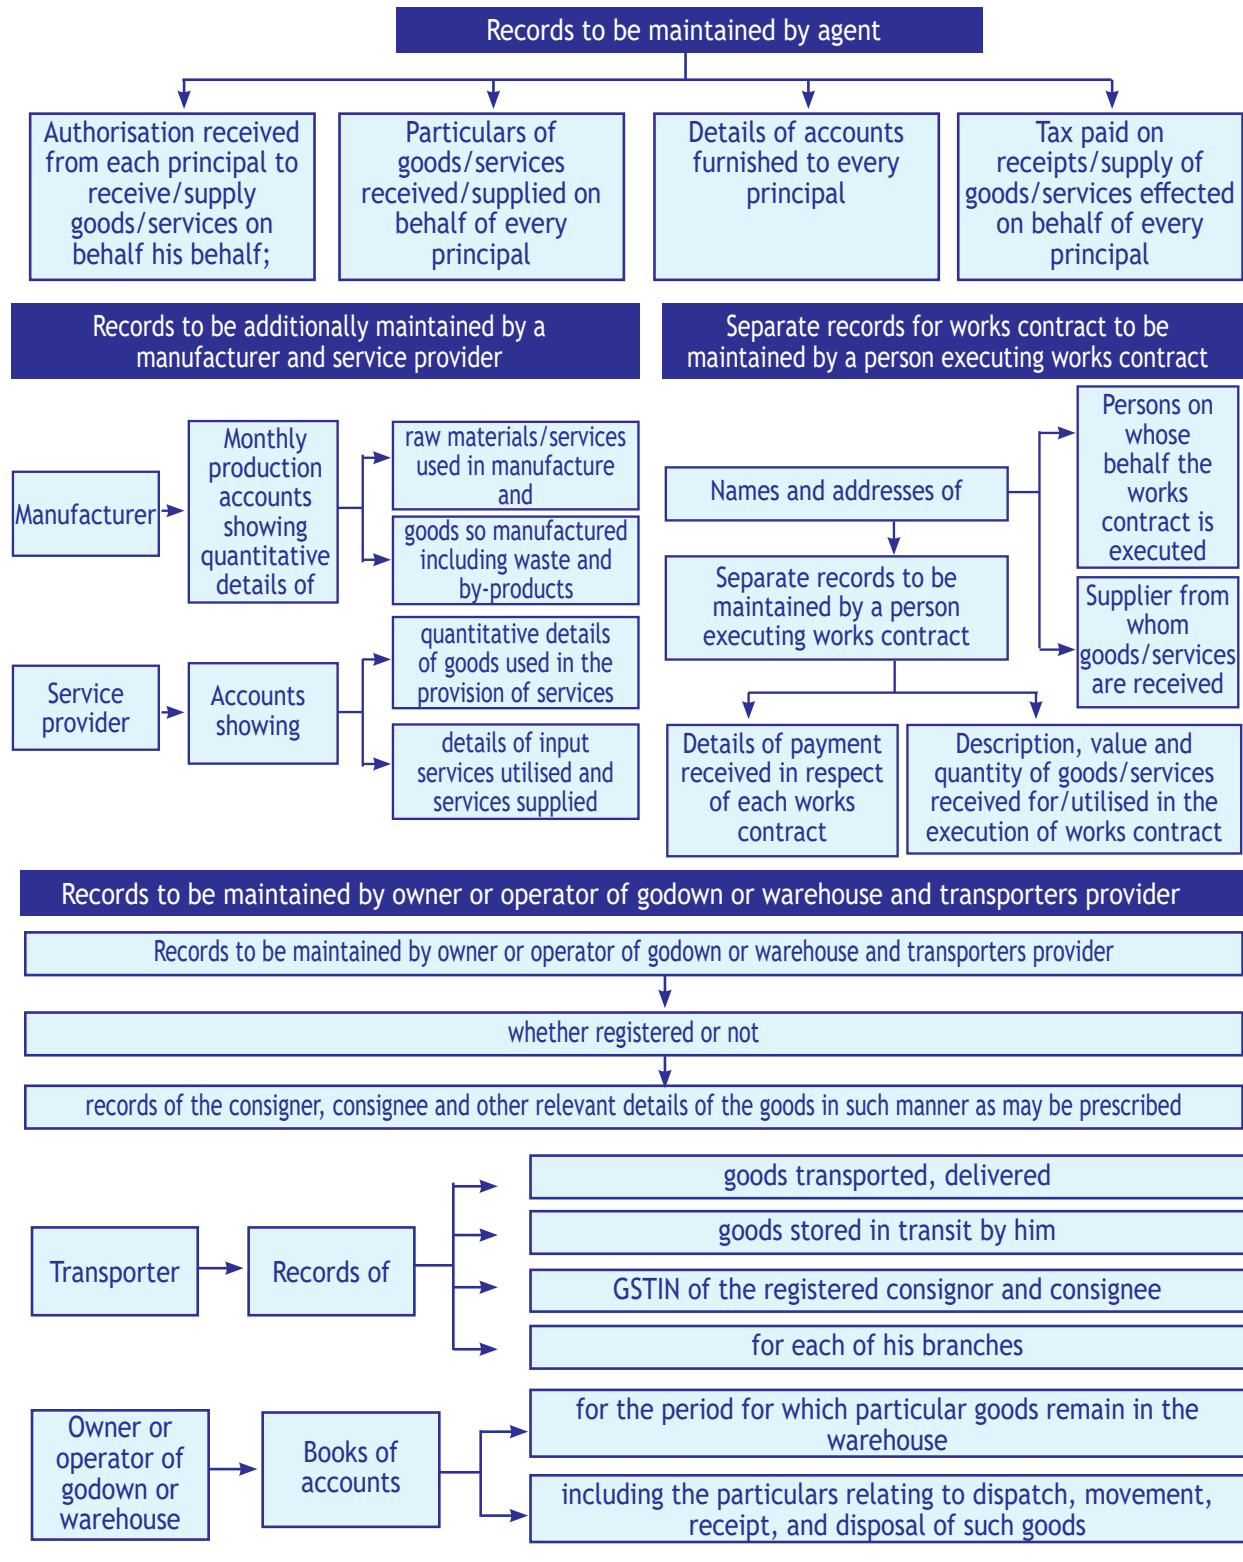 Records to be maintained by agent
Authorisation received
from each principal to
receive/supply
goods/services on
behalf his behalf;
Particulars of
goods/services
received/supplied on
behalf of every
principal
Details of accounts
furnished to every
principal
Tax paid on
receipts/supply of
goods/services effected
on behalf of every
principal
Records to be additionally maintained by a
manufacturer and service provider
Manufacturer
Monthly
production
accounts
showing
quantitative
details of
raw materials/services
used in manufacture
and
goods so manufactured
including waste and
by-products
Service
provider
Accounts
showing
quantitative details
of goods used in the
provision of services
details of input
services utilised and
services supplied
Separate records for works contract to be
maintained by a person executing works contract
Names and addresses of
Persons on
whose
behalf the
works
contract is
executed
Supplier from
whom
goods/services
are received
Separate records to be
maintained by a person
executing works contract
Details of payment
received in respect
of each works
contract
Description, value and
quantity of goods/services
received for/utilised in the
execution of works contract
Records to be maintained by owner or operator of godown or warehouse and transporters provider
Records to be maintained by owner or operator of godown or warehouse and transporters provider
whether registered or not
records of the consigner, consignee and other relevant details of the goods in such manner as may be prescribed
Transporter
Records of
goods transported, delivered
goods stored in transit by him
GSTIN of the registered consignor and consignee
for each of his branches
Owner or
operator of
godown or
warehouse
Books of
accounts
for the period for which particular goods remain in the
warehouse
including the particulars relating to dispatch, movement,
receipt, and disposal of such goods